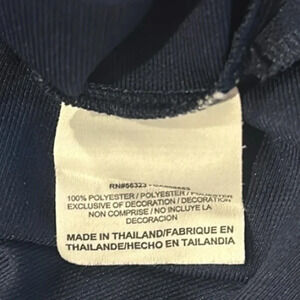 RN#56323
100% POLYESTER / POLYESTER / POLYESTER
EXCLUSIVE OF DECORATION / DECORATION
NON COMPRISE / NO INCLUYE LA
DECORACION
MADE IN THAILAND/FABRIQUE EN
THAILANDE/HECHO EN TAILANDIA